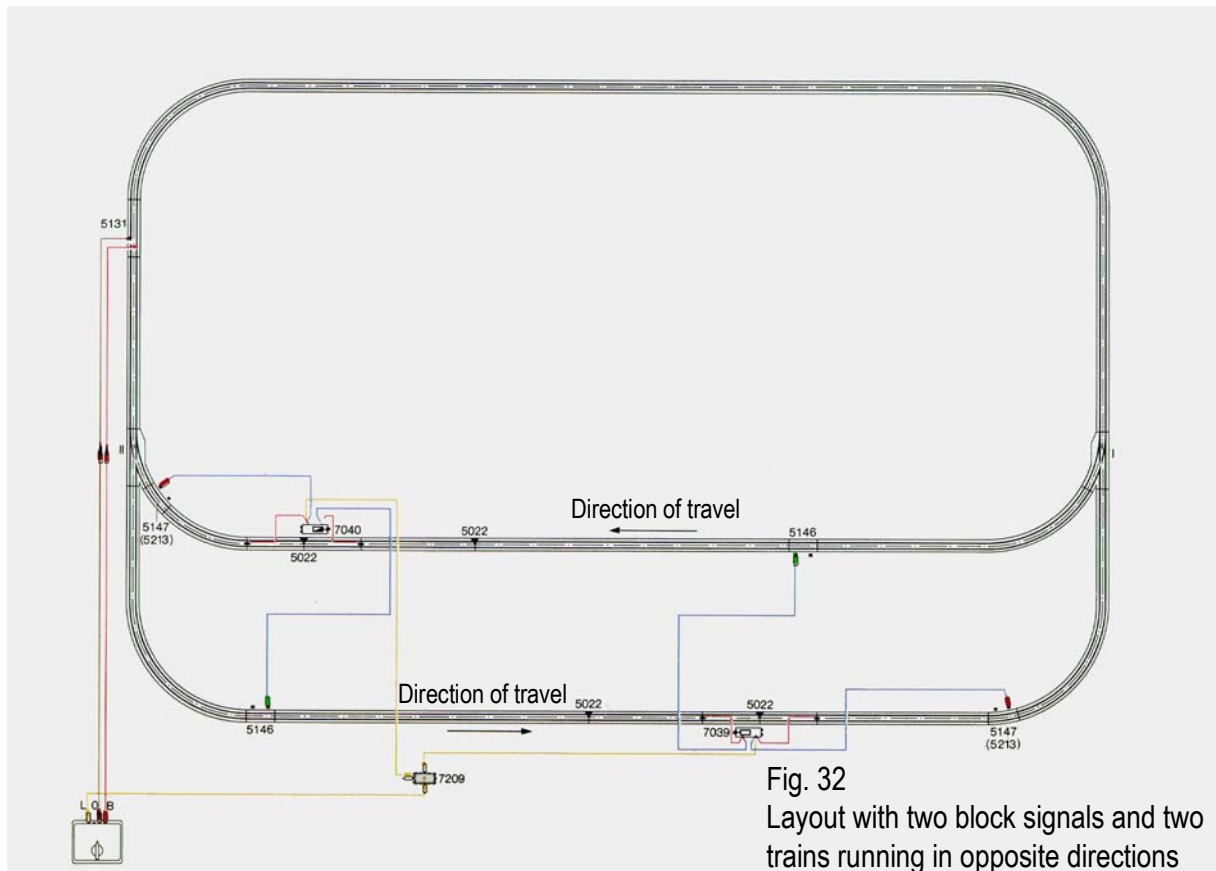 5131
II
I
5147
(5213)
7040
5022
5022
Direction of travel
5146
Direction of travel
5146
5022
5022
7039
5147
(5213)
7209
L 0 B
Fig. 32
Layout with two block signals and two
trains running in opposite directions